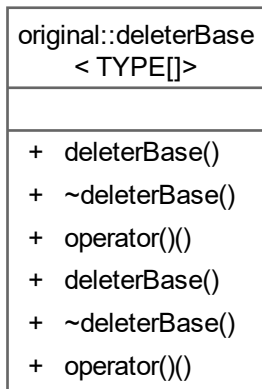 original::deleterBase
< TYPE[]>
+ deleterBase()
+ ~deleterBase()
+ operator()()
+ deleterBase()
+ ~deleterBase()
+ operator()()